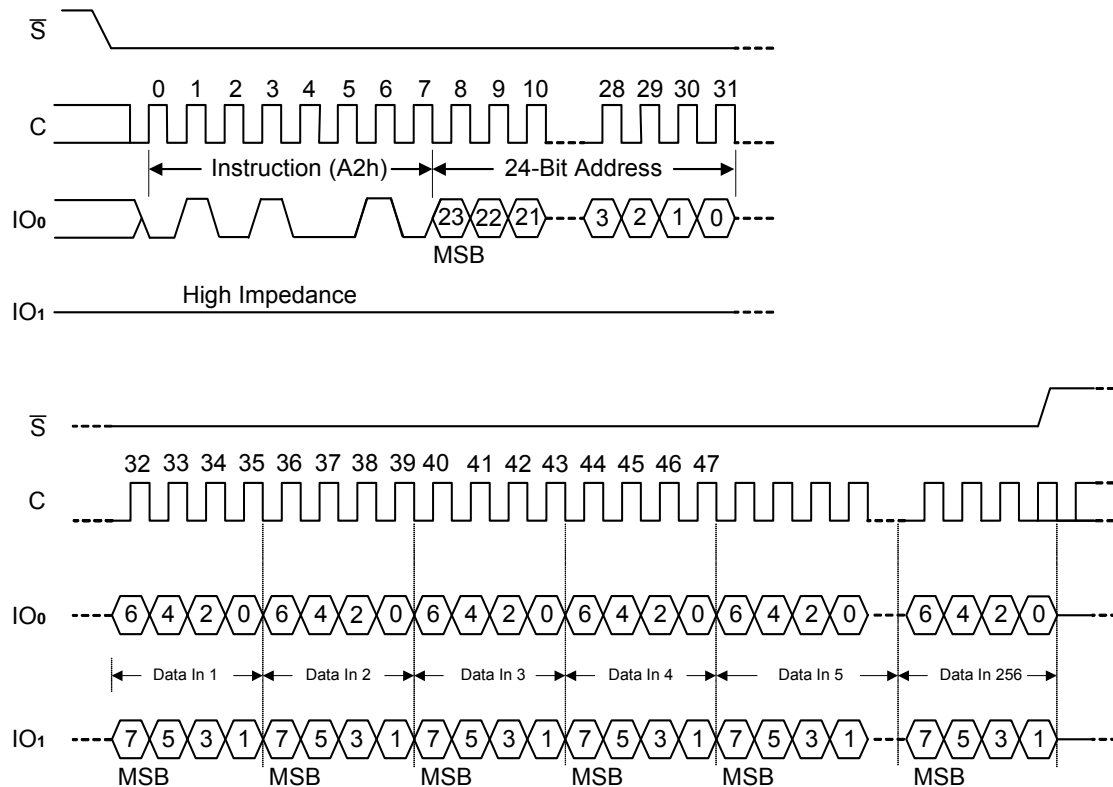 S
0 1 2 3 4 5 6 7 8 9 10 28 29 30 31
C
Instruction (A2h) 24-Bit Address
IO0 23 22 21 3 2 1 0
MSB
High Impedance
IO1
S
32 33 34 35 36 37 38 39 40 41 42 43 44 45 46 47
C
IO0 6 4 2 0 6 4 2 0 6 4 2 0 6 4 2 0 6 4 2 0 6 4 2 0
Data In 1 Data In 2 Data In 3 Data In 4 Data In 5 Data In 256
IO1 7 5 3 1 7 5 3 1 7 5 3 1 7 5 3 1 7 5 3 1 7 5 3 1
MSB MSB MSB MSB MSB MSB